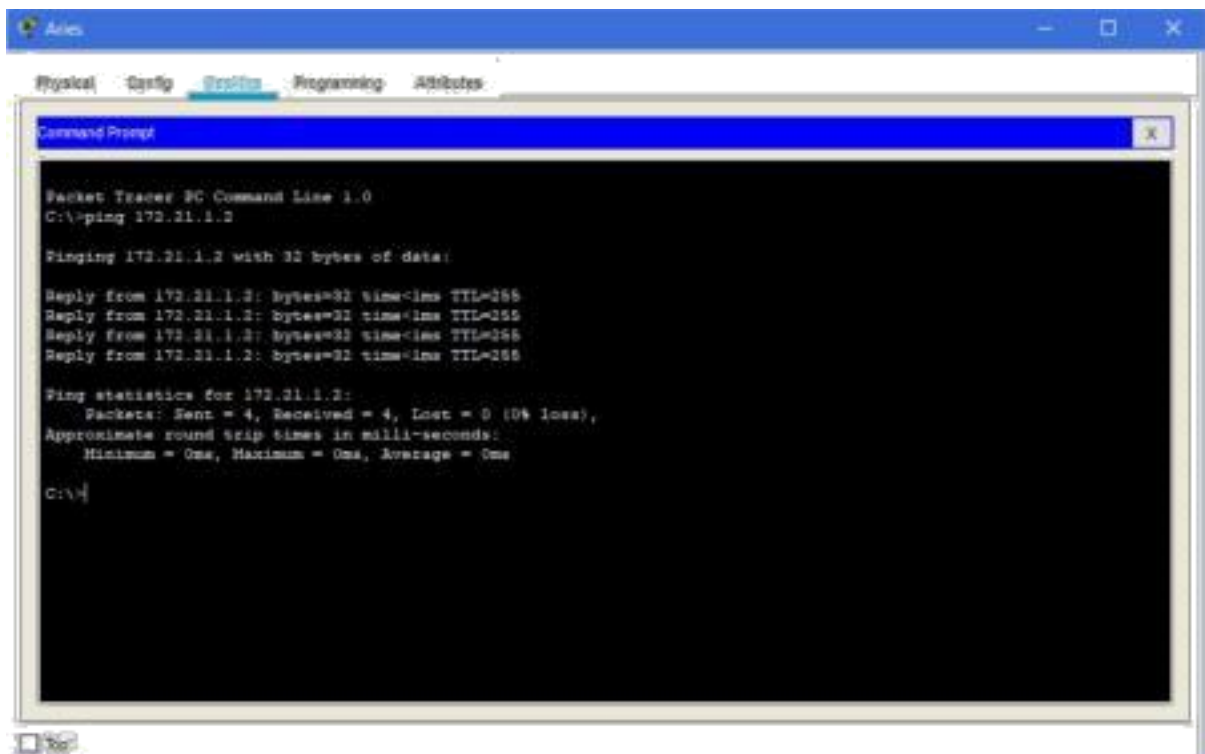 Aries
Physical Config Desktop Programming Attributes
Command Prompt
X
Packet Tracer PC Command Line 1.0
C:\>ping 172.21.1.2
Pinging 172.21.1.2 with 32 bytes of data:
Reply from 172.21.1.2: bytes=32 time<1ms TTL=255
Reply from 172.21.1.2: bytes=32 time<1ms TTL=255
Reply from 172.21.1.2: bytes=32 time<1ms TTL=255
Reply from 172.21.1.2: bytes=32 time<1ms TTL=255
Ping statistics for 172.21.1.2:
Packets: Sent = 4, Received = 4, Lost = 0 (0% loss),
Approximate round trip times in milli-seconds:
Minimum = 0ms, Maximum = 0ms, Average = 0ms
C:\>
Top